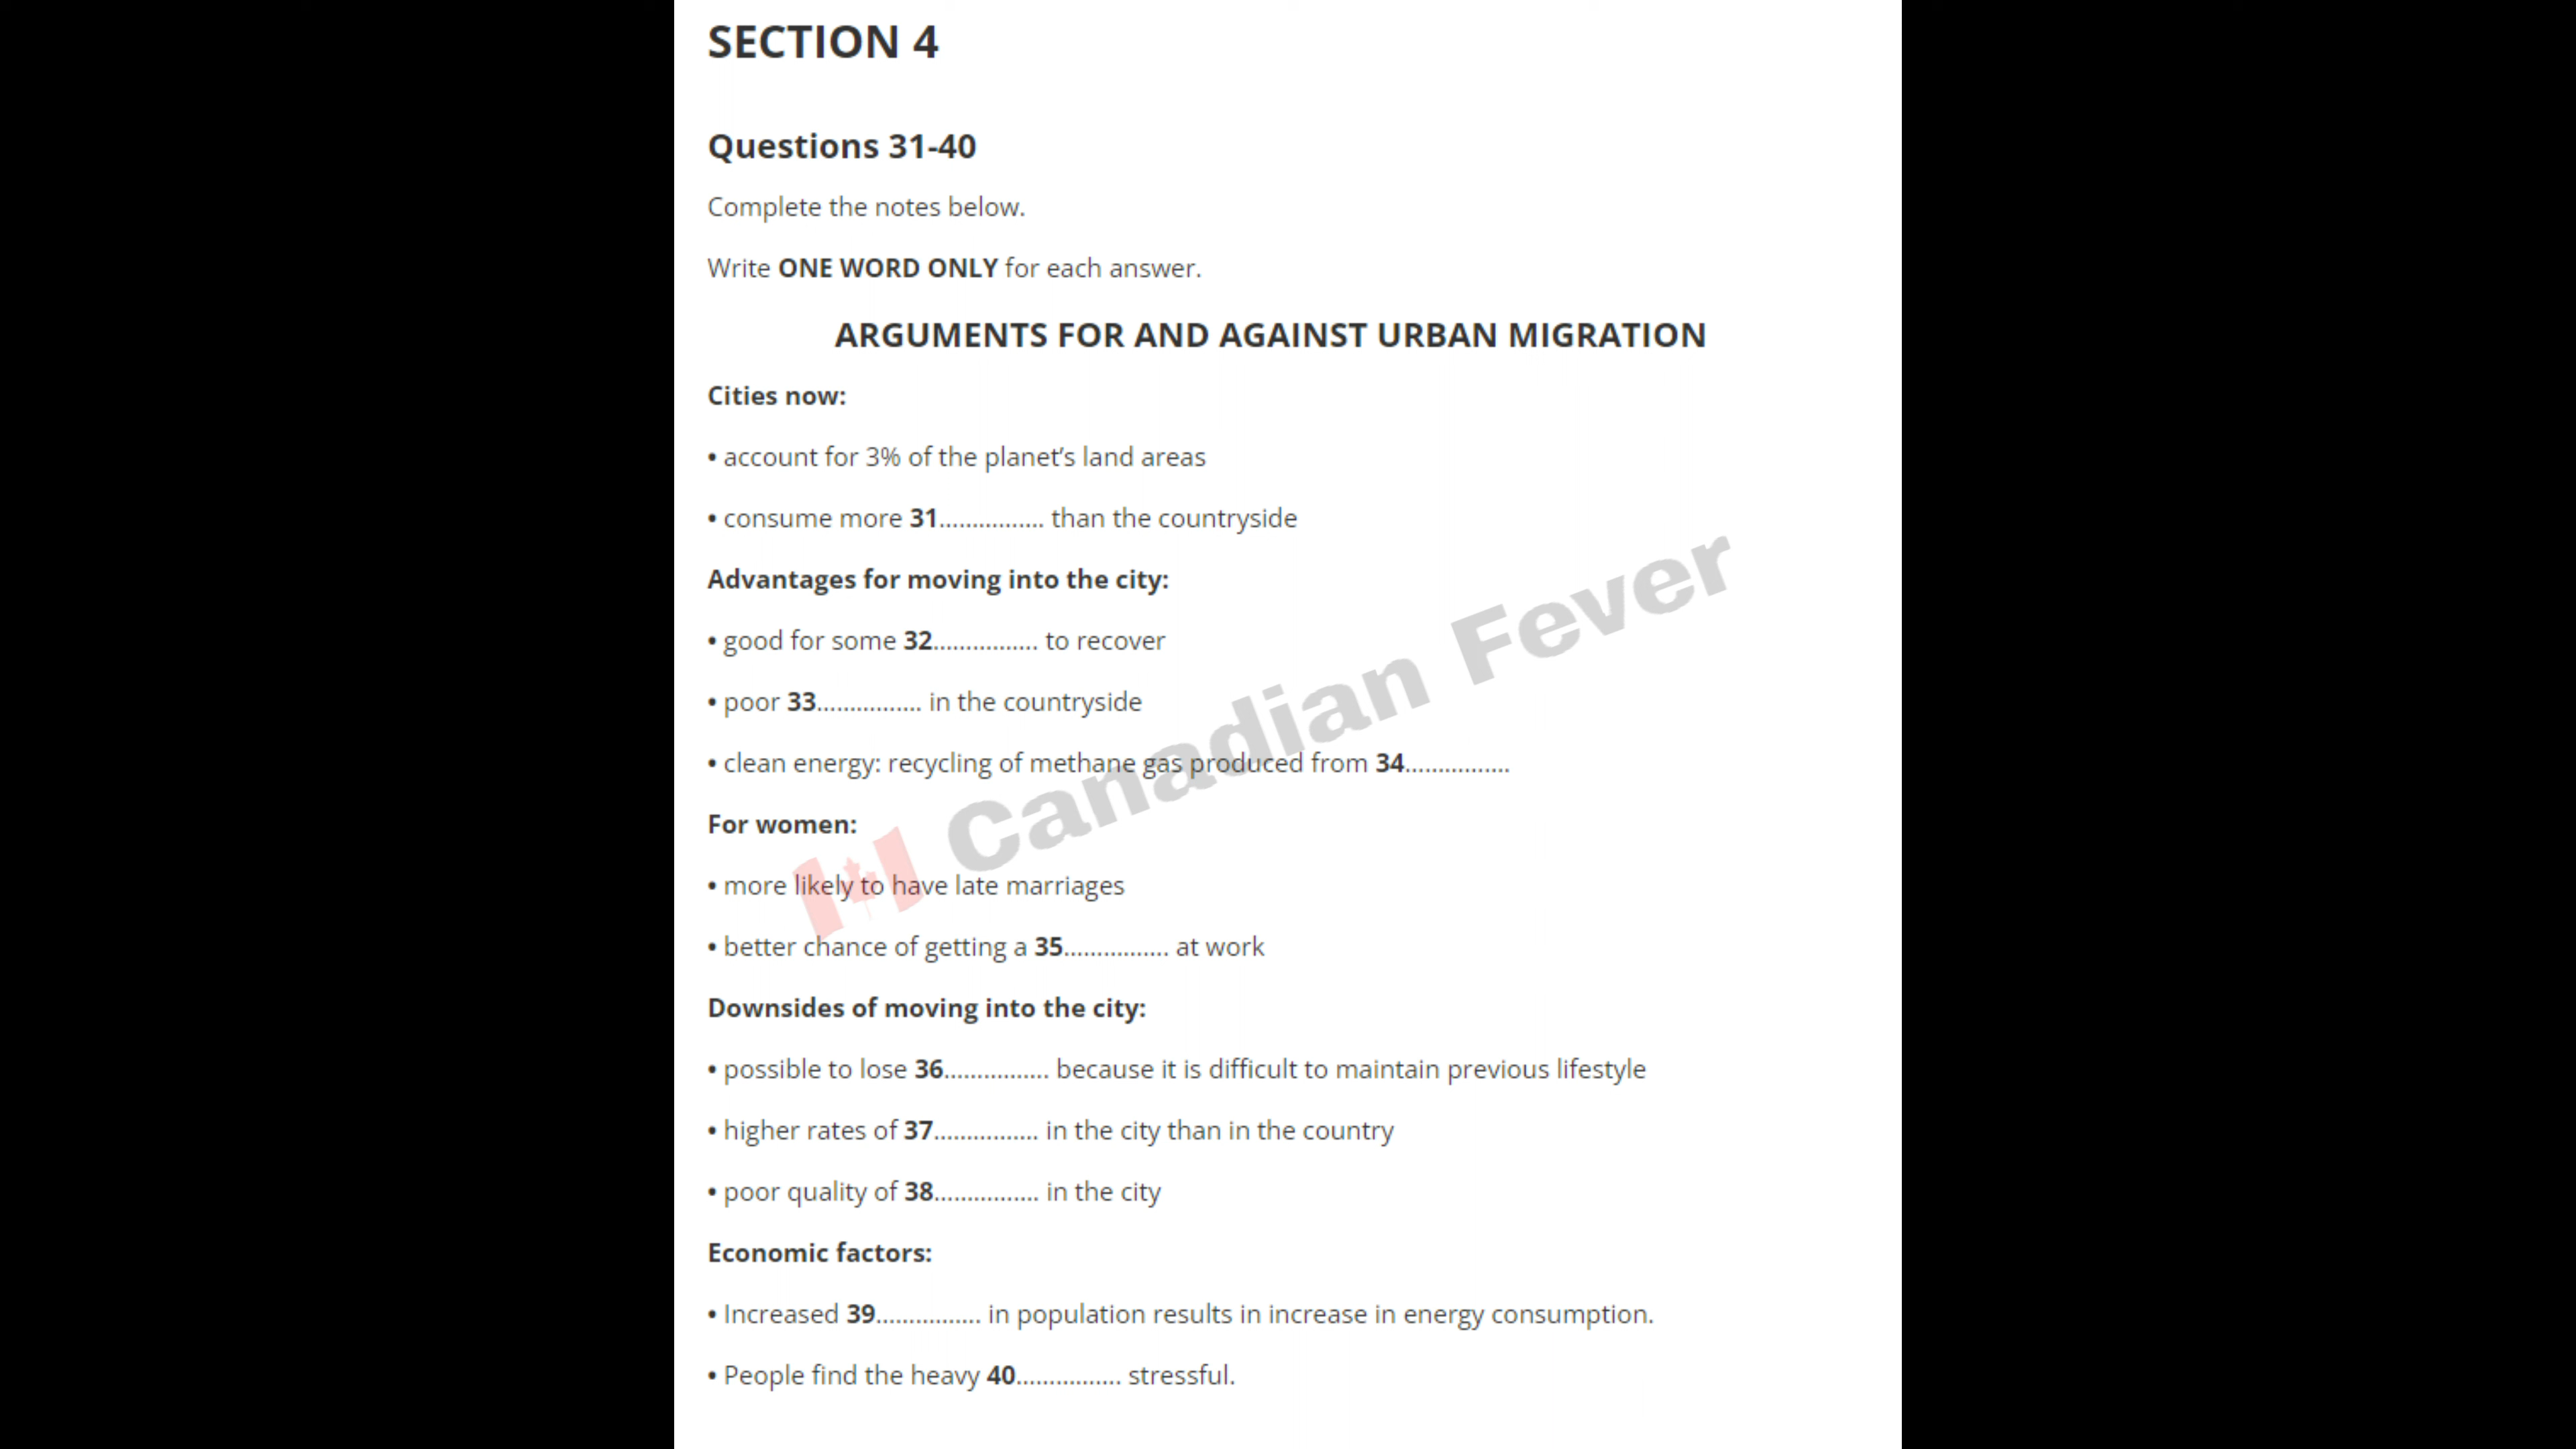 SECTION 4
Questions 31-40
Complete the notes below.
Write ONE WORD ONLY for each answer.
ARGUMENTS FOR AND AGAINST URBAN MIGRATION
Cities now:
• account for 3% of the planet’s land areas
• consume more 31................ than the countryside
Advantages for moving into the city:
• good for some 32................ to recover
• poor 33................ in the countryside
• clean energy: recycling of methane gas produced from 34................
For women:
• more likely to have late marriages
• better chance of getting a 35................ at work
Downsides of moving into the city:
• possible to lose 36................ because it is difficult to maintain previous lifestyle
• higher rates of 37................ in the city than in the country
• poor quality of 38................ in the city
Economic factors:
• Increased 39................ in population results in increase in energy consumption.
• People find the heavy 40................ stressful.
Canadian Fever